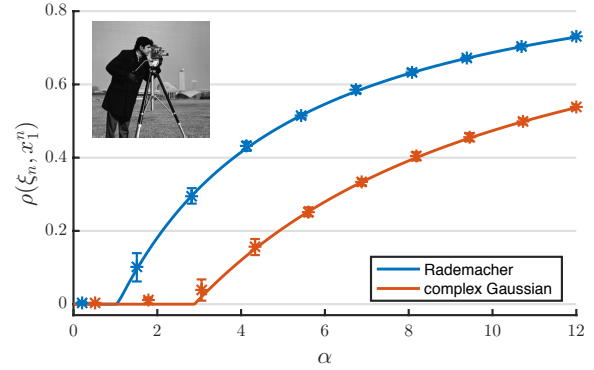 0.8
0.6
0.4
0.2
0
ρ(ξₙ, x₁ⁿ)
Rademacher
complex Gaussian
0 2 4 6 8 10 12
α